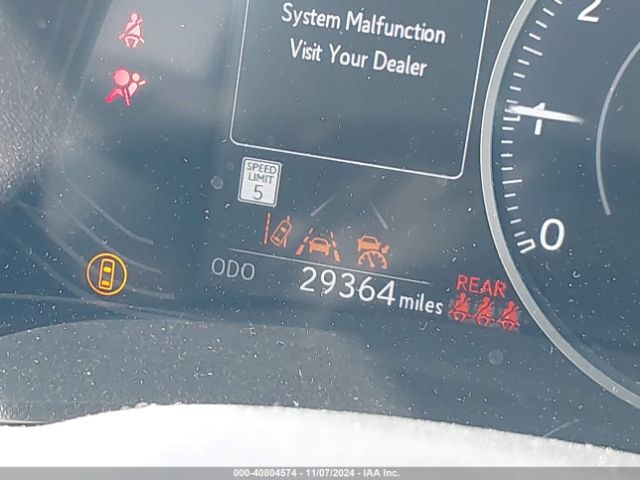 System Malfunction
Visit Your Dealer
2
1
SPEED
LIMIT
5
0
ODO 29364 miles
REAR
000-40804574 - 11/07/2024 - IAA Inc.